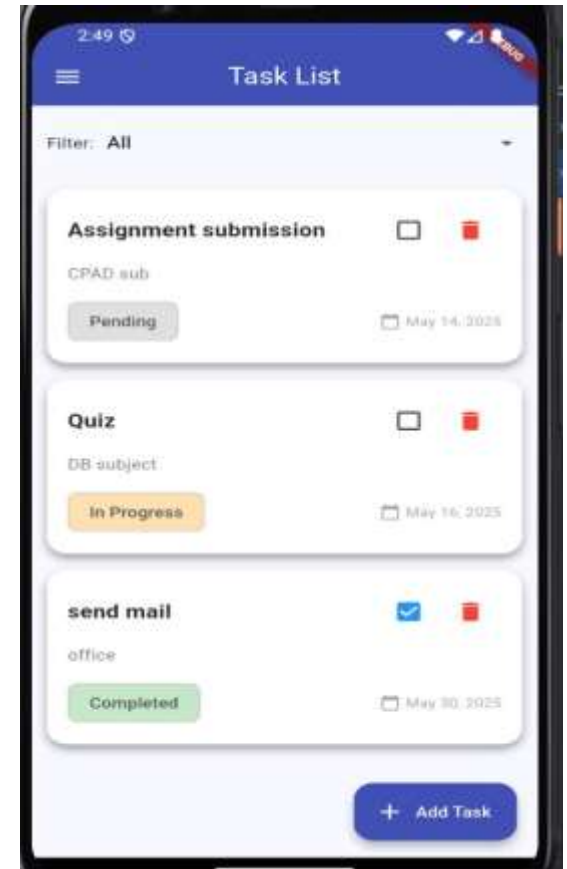 2:49
DEBUG
Task List
Filter: All
Assignment submission
CPAD sub
Pending
May 14, 2025
Quiz
DB subject
In Progress
May 16, 2025
send mail
office
Completed
May 30, 2025
+ Add Task